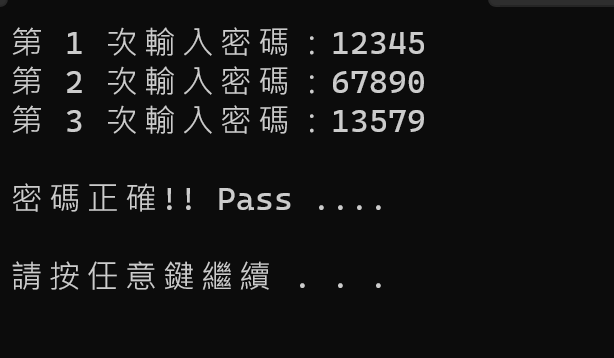 第 1 次輸入密碼：12345
第 2 次輸入密碼：67890
第 3 次輸入密碼：13579
密碼正確!! Pass ....
請按任意鍵繼續 . . .